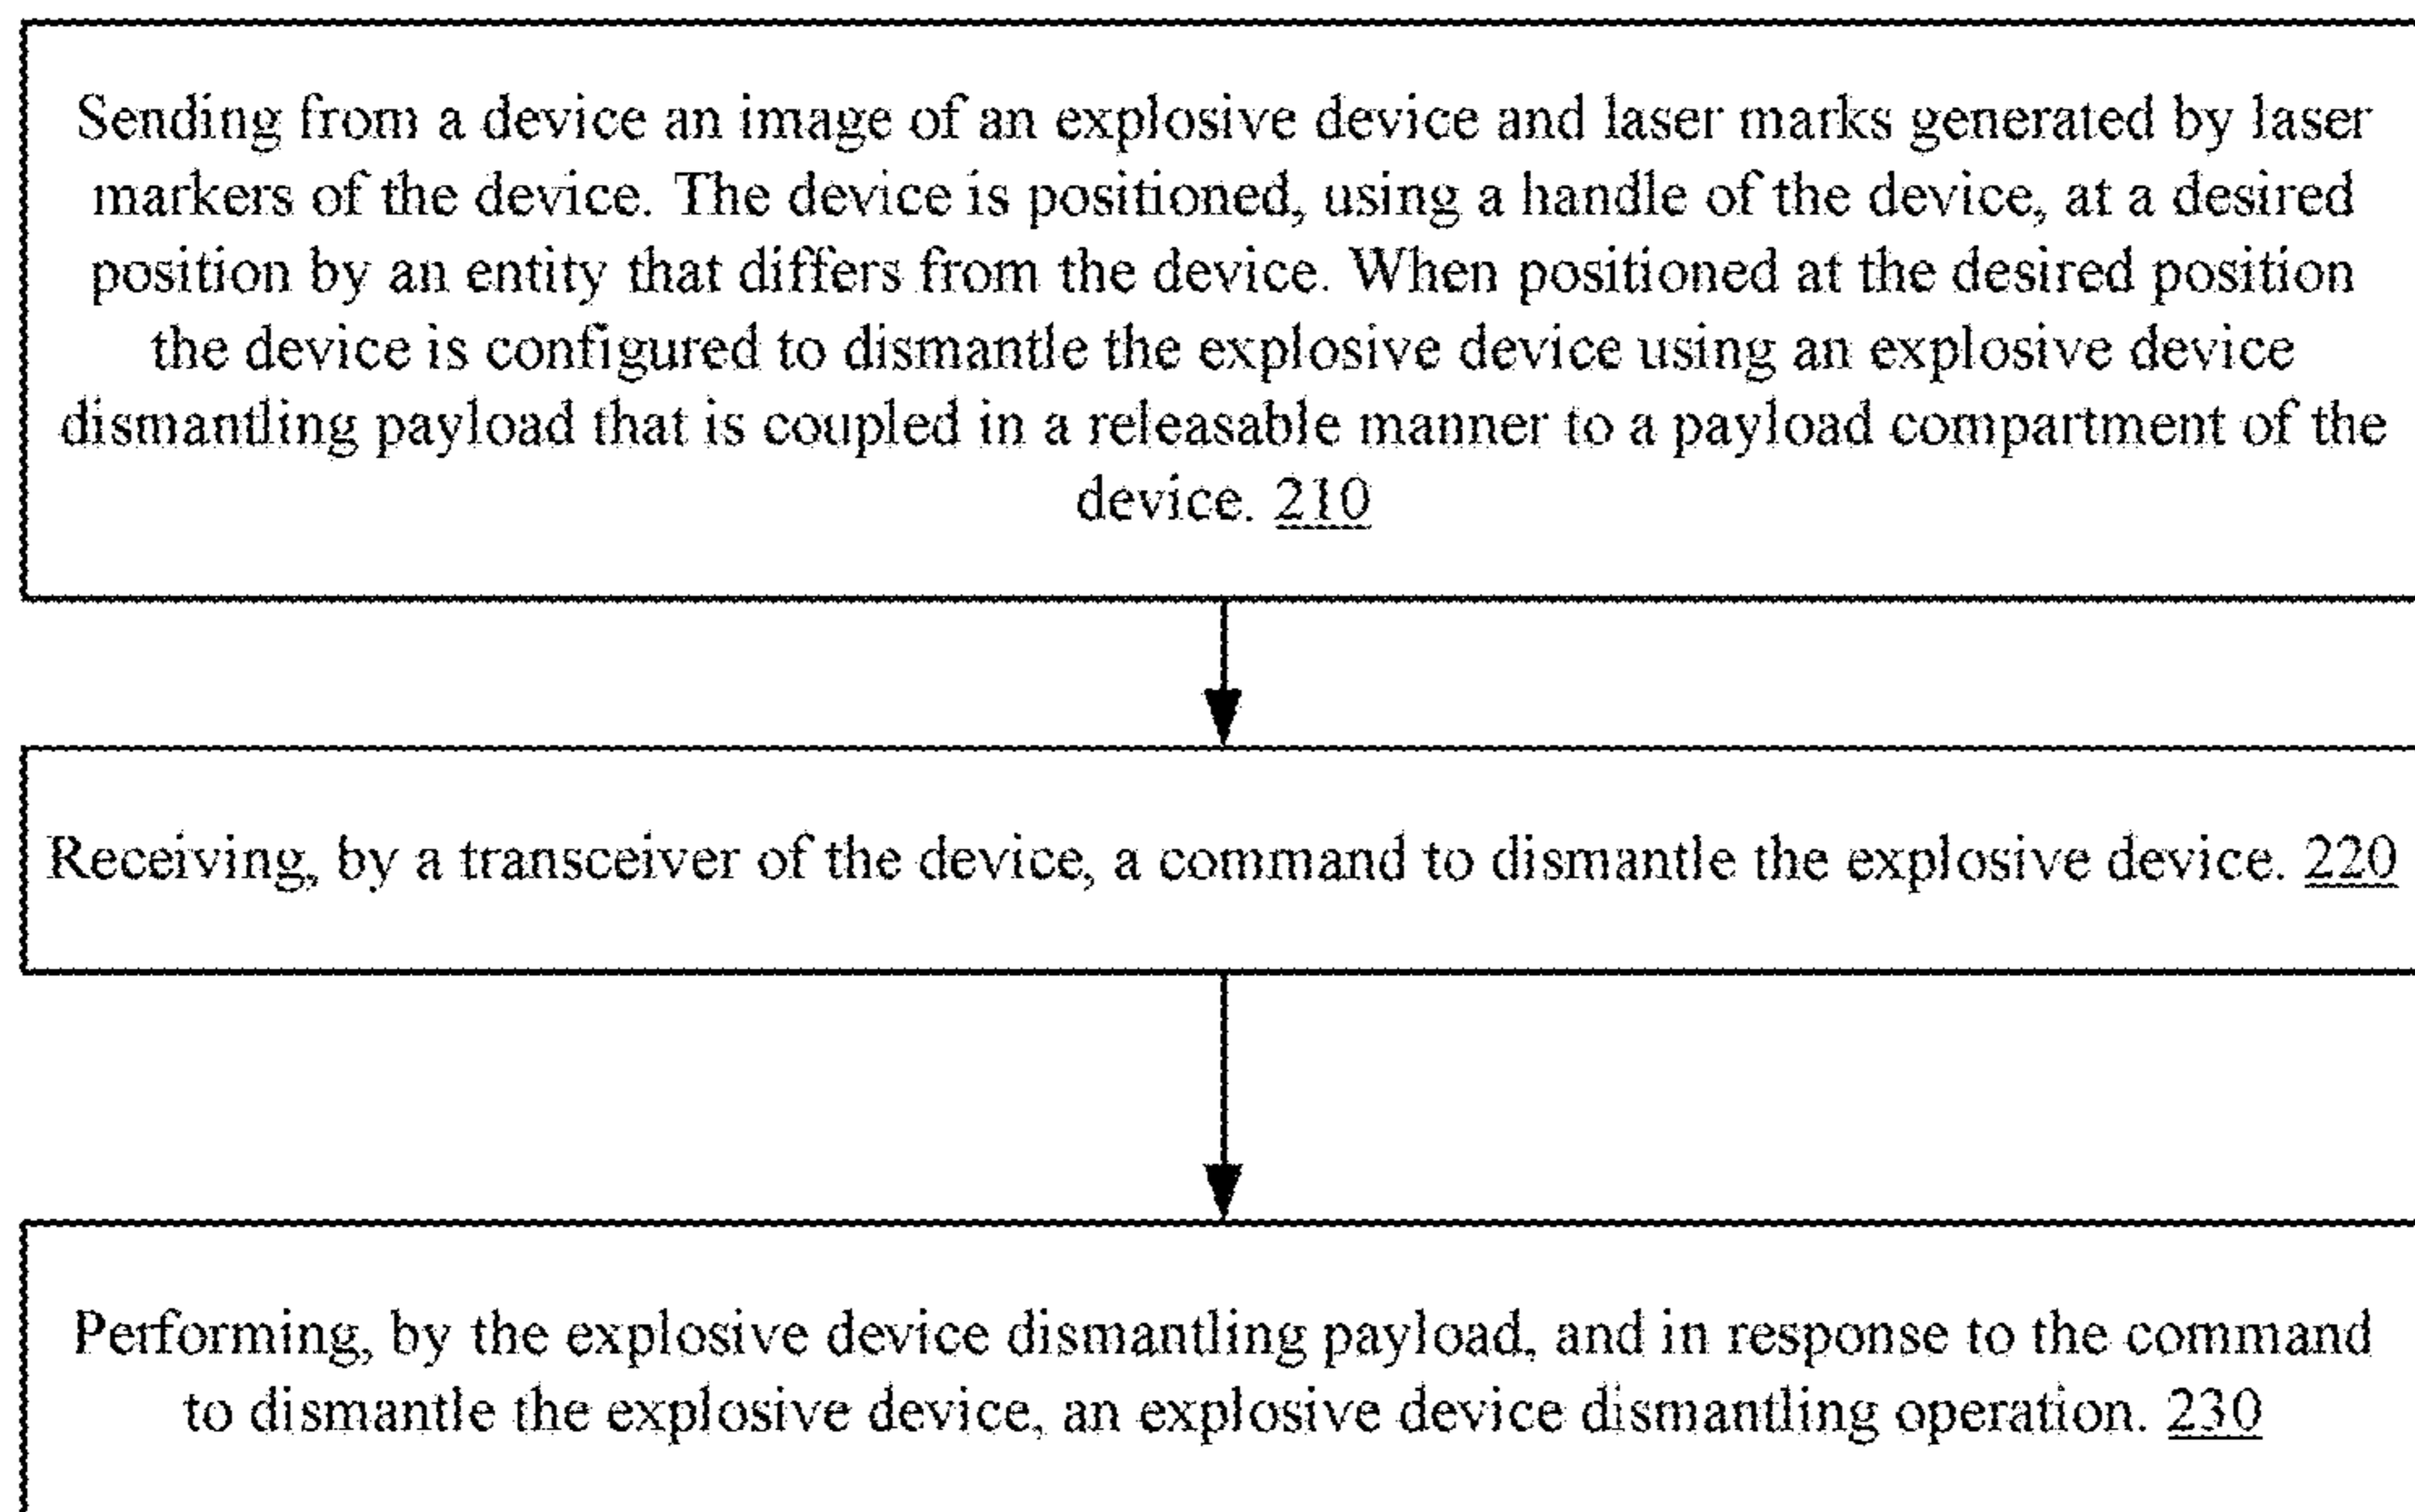 Sending from a device an image of an explosive device and laser marks generated by laser
markers of the device. The device is positioned, using a handle of the device, at a desired
position by an entity that differs from the device. When positioned at the desired position
the device is configured to dismantle the explosive device using an explosive device
dismantling payload that is coupled in a releasable manner to a payload compartment of the
device. 210
Receiving, by a transceiver of the device, a command to dismantle the explosive device. 220
Performing, by the explosive device dismantling payload, and in response to the command
to dismantle the explosive device, an explosive device dismantling operation. 230